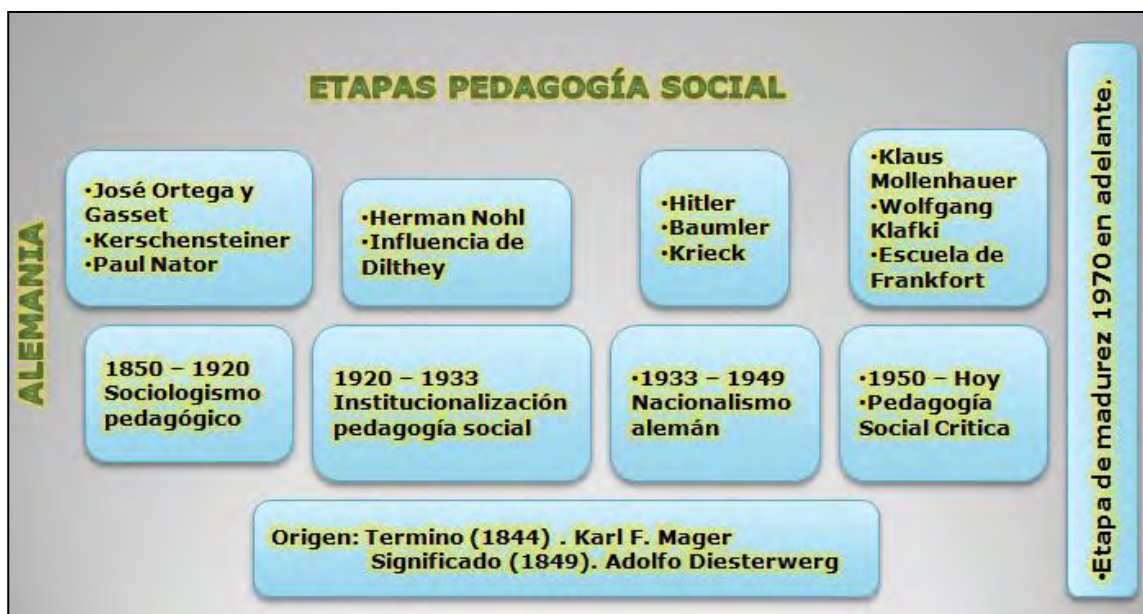 ETAPAS PEDAGOGÍA SOCIAL
ALEMANIA
•José Ortega y
Gasset
•Kerschensteiner
•Paul Nator
•Herman Nohl
•Influencia de
Dilthey
•Hitler
•Baumler
•Krieck
•Klaus
Mollenhauer
•Wolfgang
Klafki
•Escuela de
Frankfort
1850 – 1920
Sociologismo
pedagógico
1920 – 1933
Institucionalización
pedagogía social
•1933 – 1949
Nacionalismo
alemán
•1950 – Hoy
•Pedagogía
Social Critica
Origen: Termino (1844) . Karl F. Mager
Significado (1849). Adolfo Diesterwerg
•Etapa de madurez 1970 en adelante.